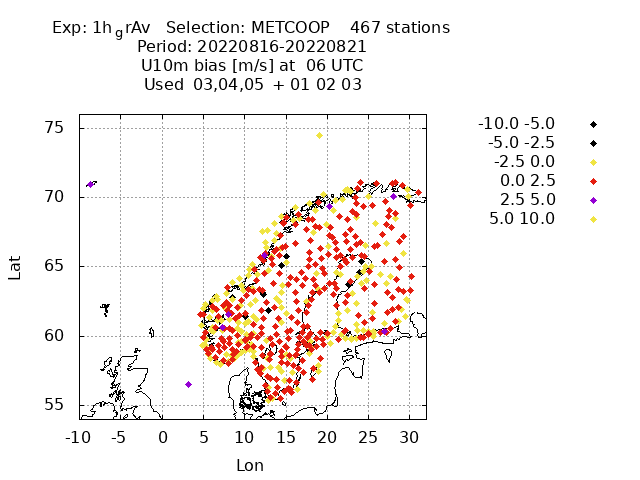 Exp: 1h_grAv Selection: METCOOP 467 stations
Period: 20220816-20220821
U10m bias [m/s] at 06 UTC
Used 03,04,05 + 01 02 03
-10.0 -5.0
-5.0 -2.5
-2.5 0.0
0.0 2.5
2.5 5.0
5.0 10.0
75
70
65
60
55
Lat
-10 -5 0 5 10 15 20 25 30
Lon